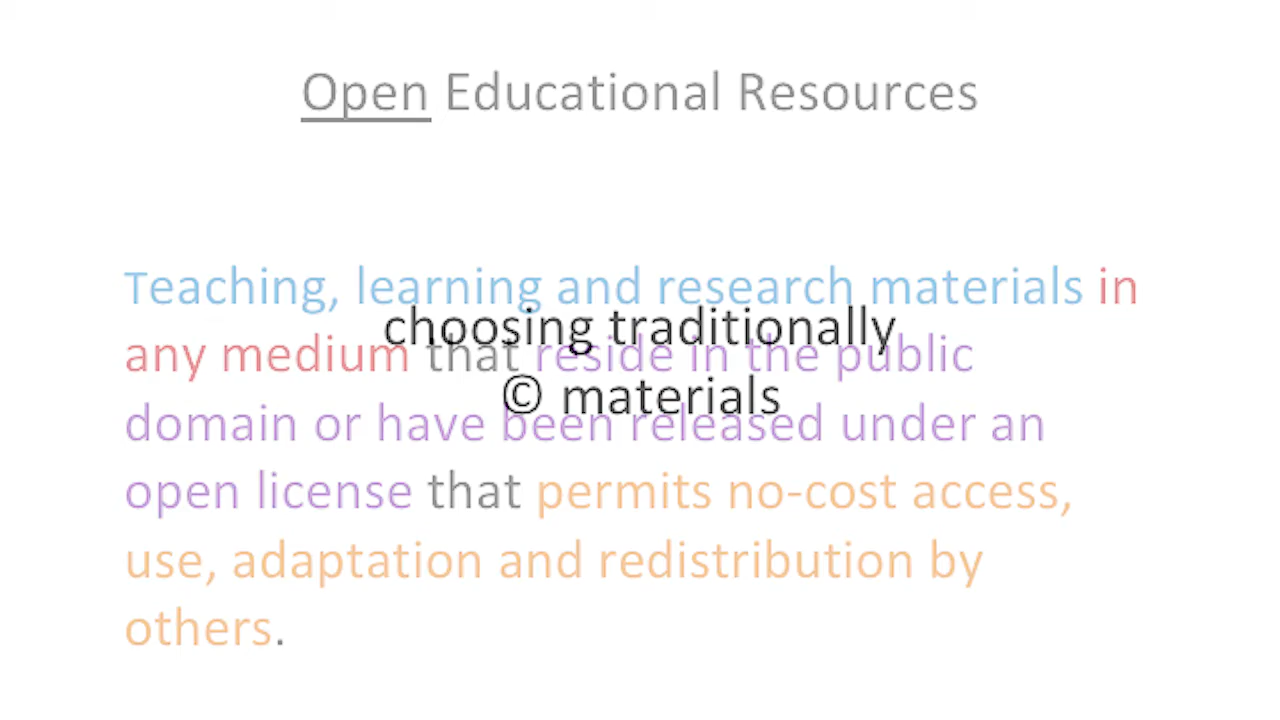 Open Educational Resources
Teaching, learning and research materials in
choosing traditionally
any medium that reside in the public
© materials
domain or have been released under an
open license that permits no-cost access,
use, adaptation and redistribution by
others.